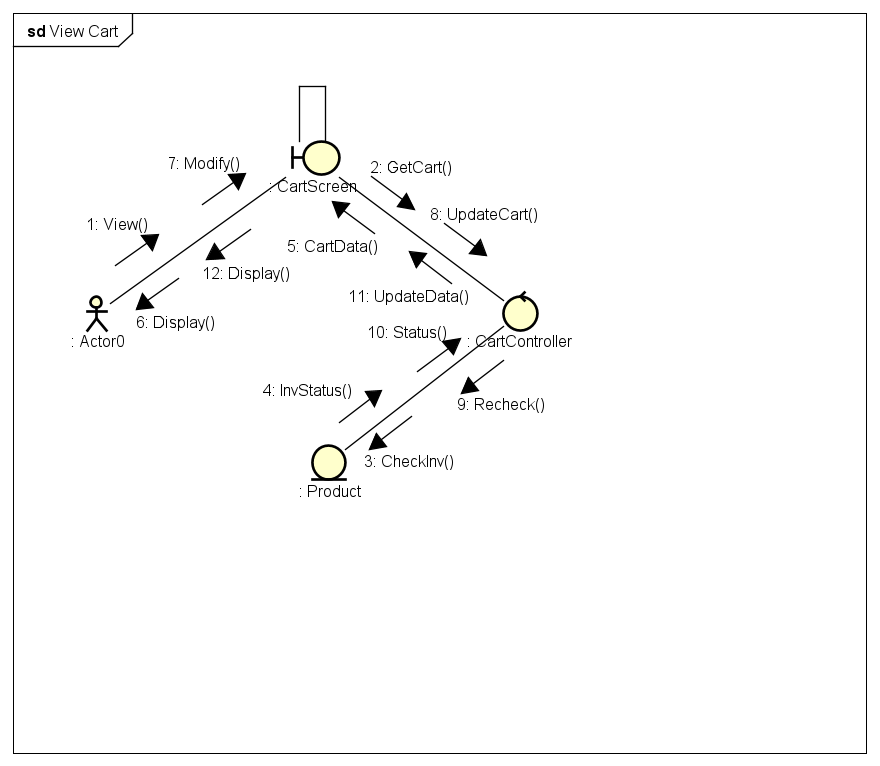 sd View Cart
7: Modify()
2: GetCart()
: CartScreen
8: UpdateCart()
1: View()
5: CartData()
12: Display()
11: UpdateData()
6: Display()
10: Status()
: Actor0
: CartController
4: InvStatus()
9: Recheck()
3: CheckInv()
: Product